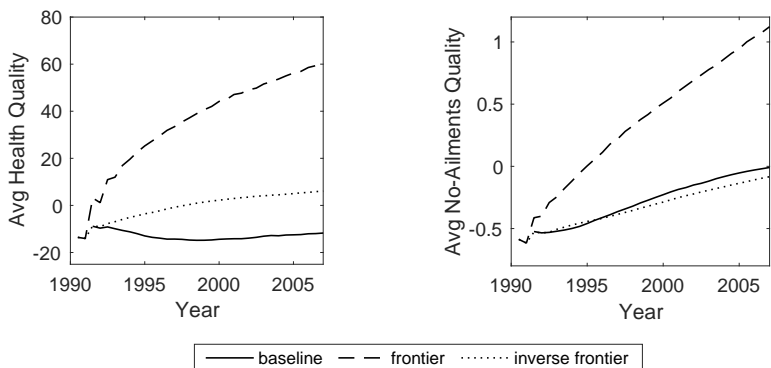 80
60
40
20
0
-20
Avg Health Quality
1990 1995 2000 2005
Year
1
0.5
0
-0.5
Avg No-Ailments Quality
1990 1995 2000 2005
Year
baseline frontier inverse frontier